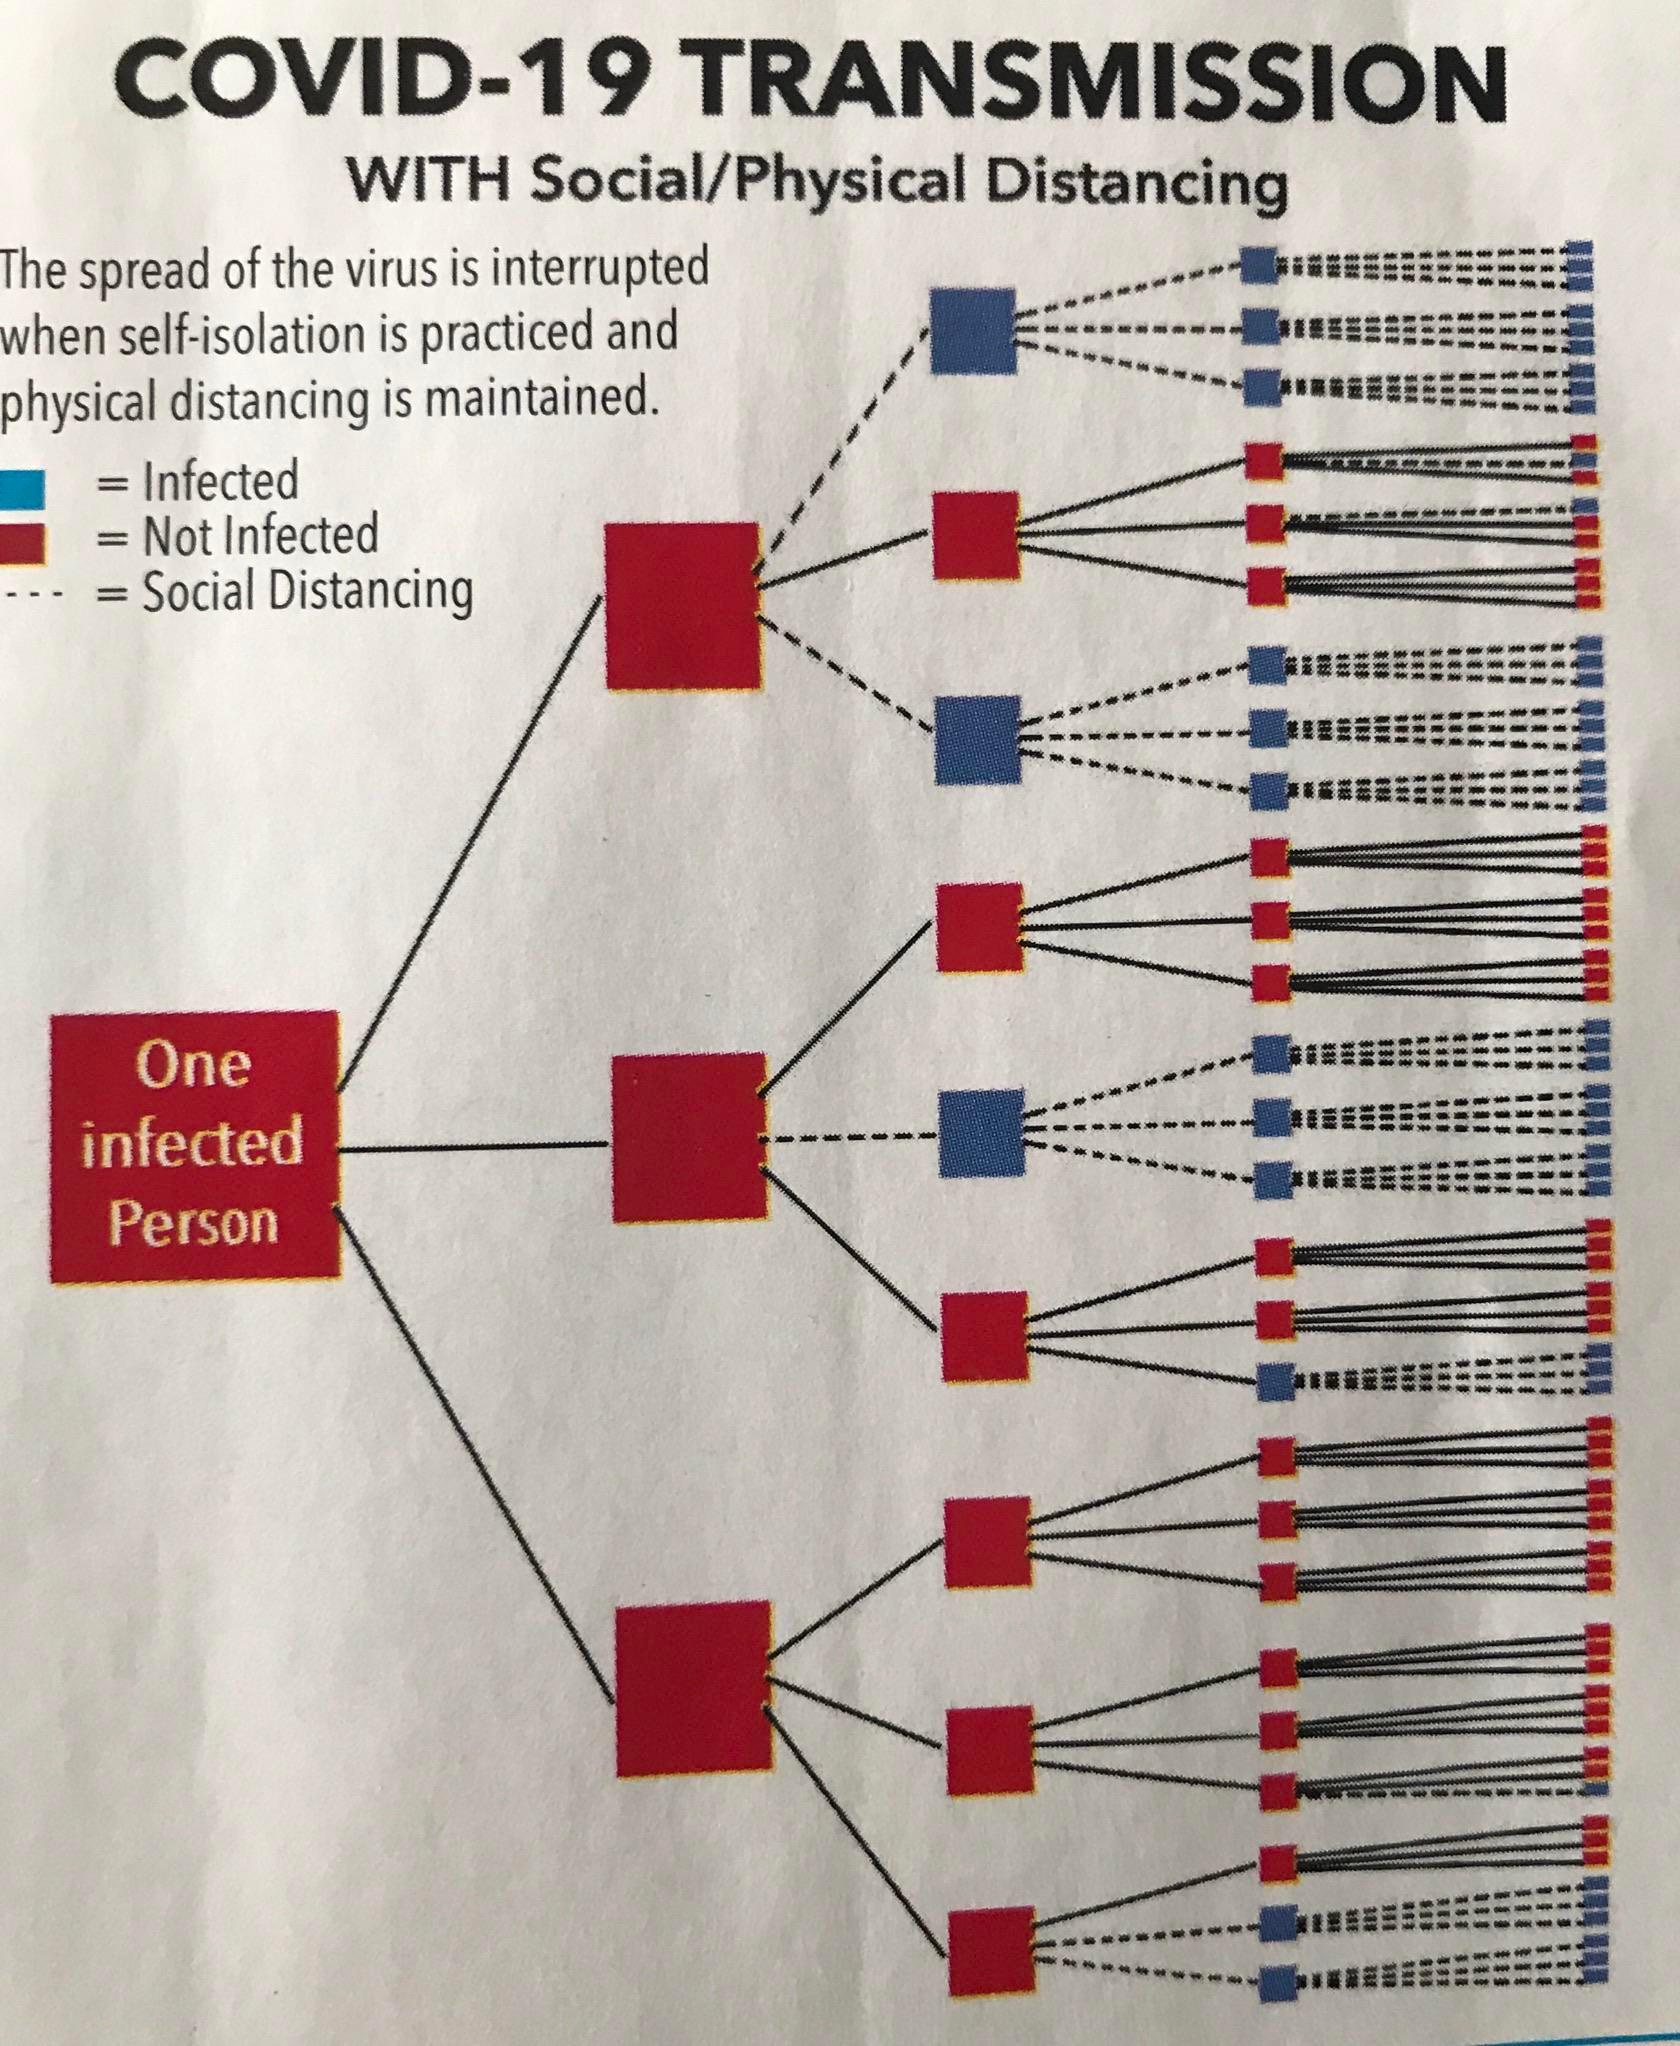 COVID-19 TRANSMISSION
WITH Social/Physical Distancing
The spread of the virus is interrupted
when self-isolation is practiced and
physical distancing is maintained.
= Infected
= Not Infected
--- = Social Distancing
One
infected
Person